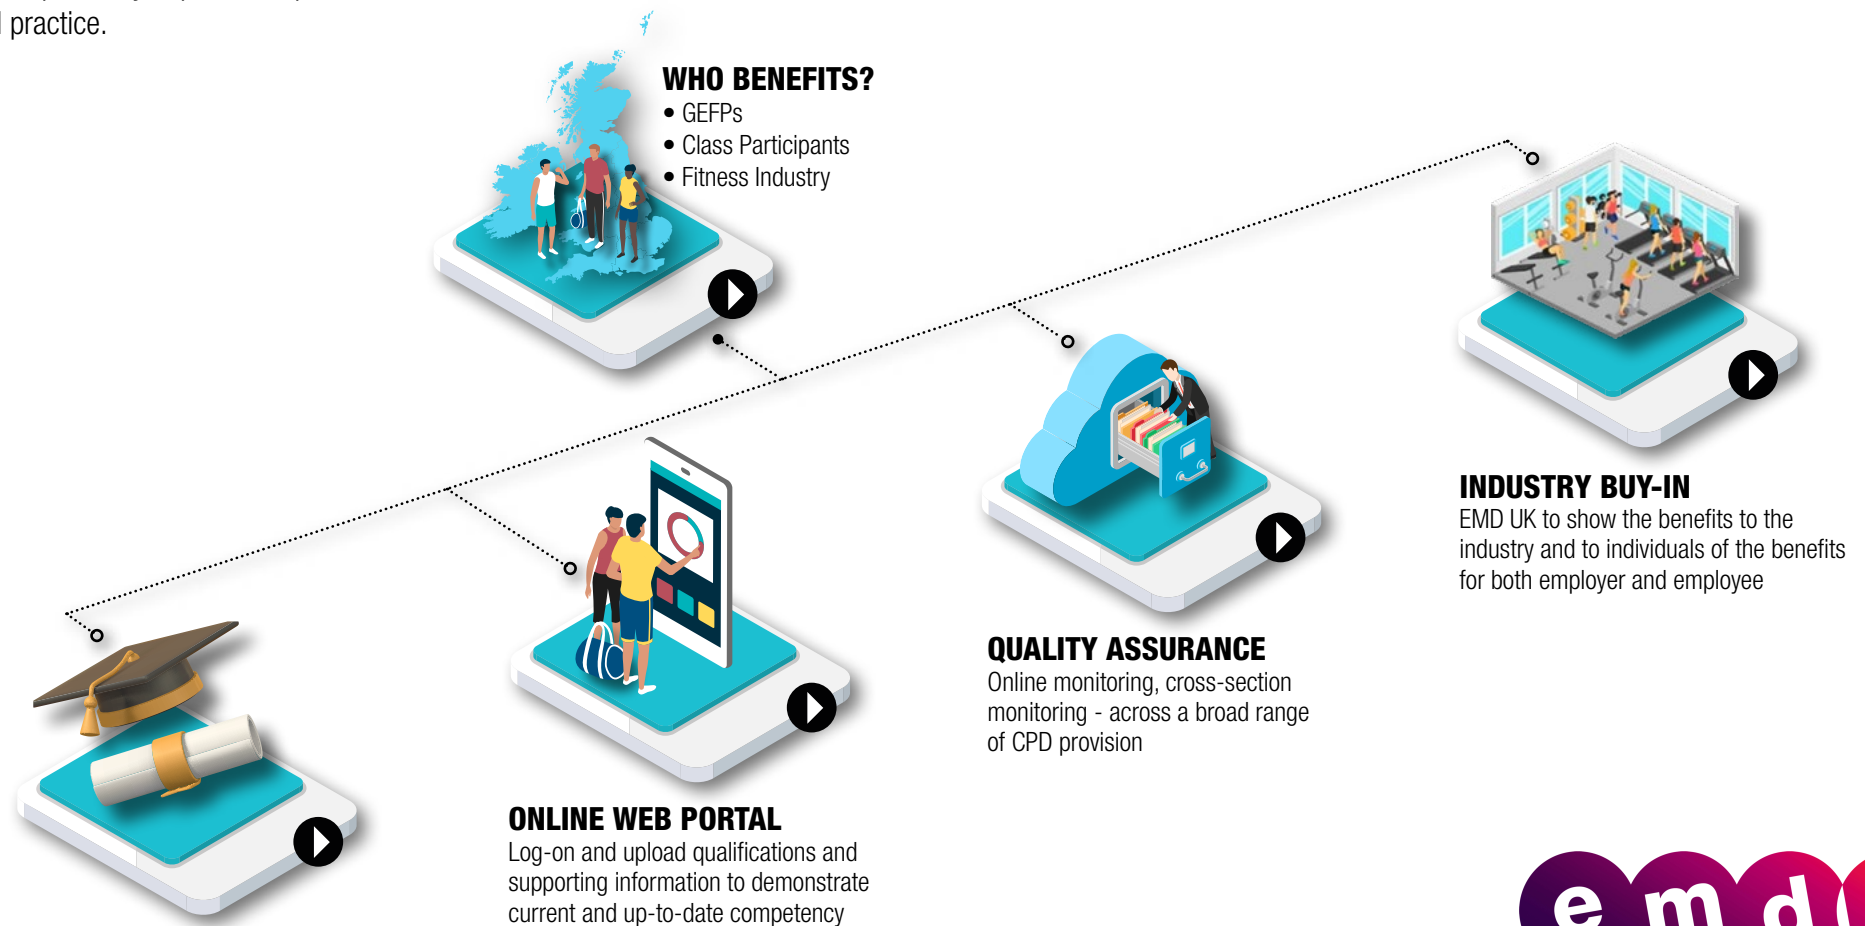 practice.
WHO BENEFITS?
• GEFPs
• Class Participants
• Fitness Industry
INDUSTRY BUY-IN
EMD UK to show the benefits to the
industry and to individuals of the benefits
for both employer and employee
QUALITY ASSURANCE
Online monitoring, cross-section
monitoring - across a broad range
of CPD provision
ONLINE WEB PORTAL
Log-on and upload qualifications and
supporting information to demonstrate
current and up-to-date competency
emd